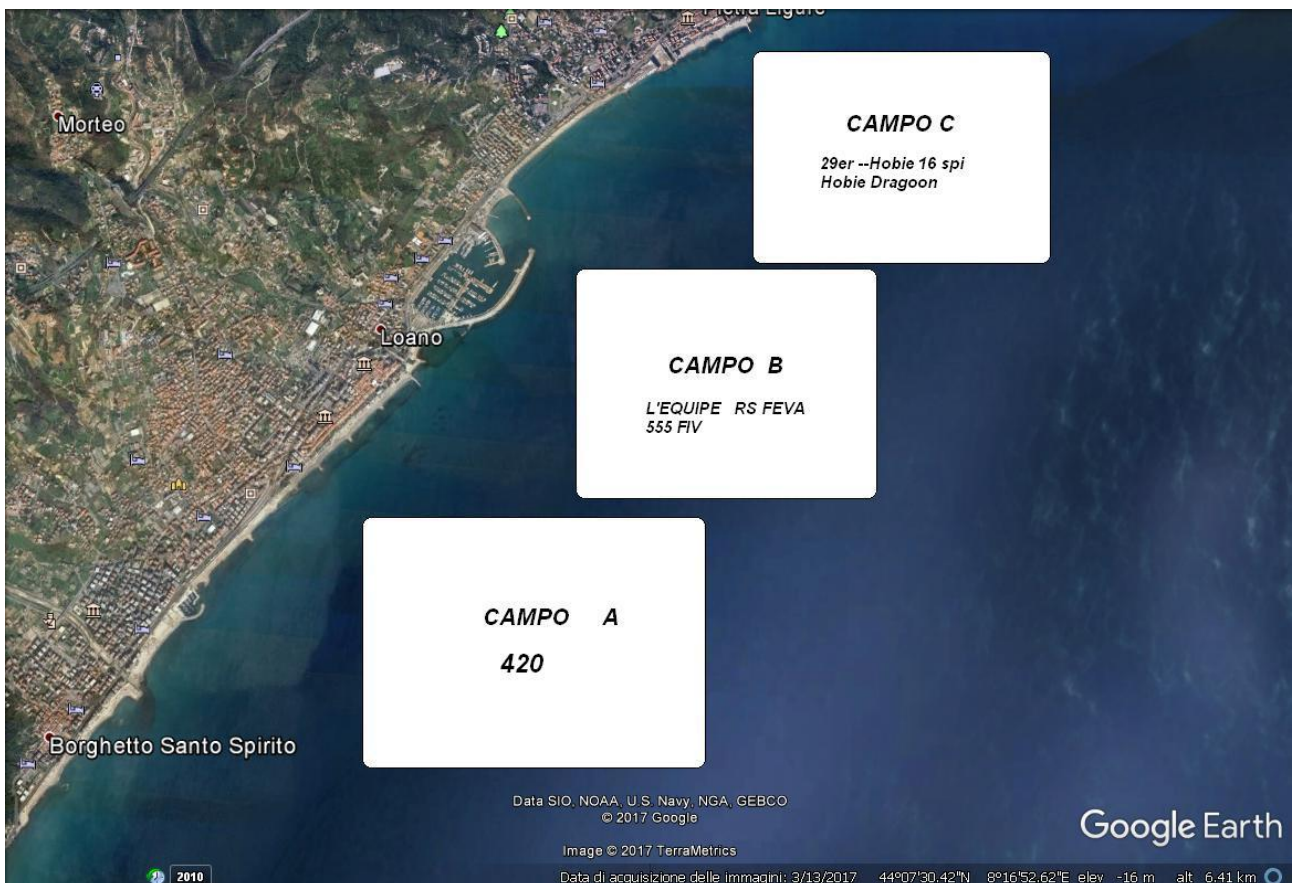 Pietra Ligure
CAMPO C
29er --Hobie 16 spi
Hobie Dragoon
Morteo
Loano
CAMPO B
L'EQUIPE RS FEVA
555 FIV
CAMPO A
420
Borghetto Santo Spirito
Data SIO, NOAA, U.S. Navy, NGA, GEBCO
© 2017 Google
Google Earth
Image © 2017 TerraMetrics
2010
Data di acquisizione delle immagini: 3/13/2017 44°07'30.42"N 8°16'52.62"E elev -16 m alt 6.41 km